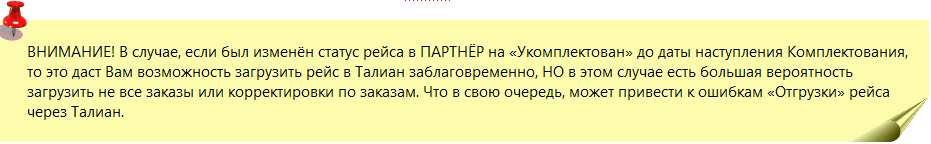 ВНИМАНИЕ! В случае, если был изменён статус рейса в ПАРТНЁР на «Укомплектован» до даты наступления Комплектования,
то это даст Вам возможность загрузить рейс в Талиан заблаговременно, НО в этом случае есть большая вероятность
загрузить не все заказы или корректировки по заказам. Что в свою очередь, может привести к ошибкам «Отгрузки» рейса
через Талиан.